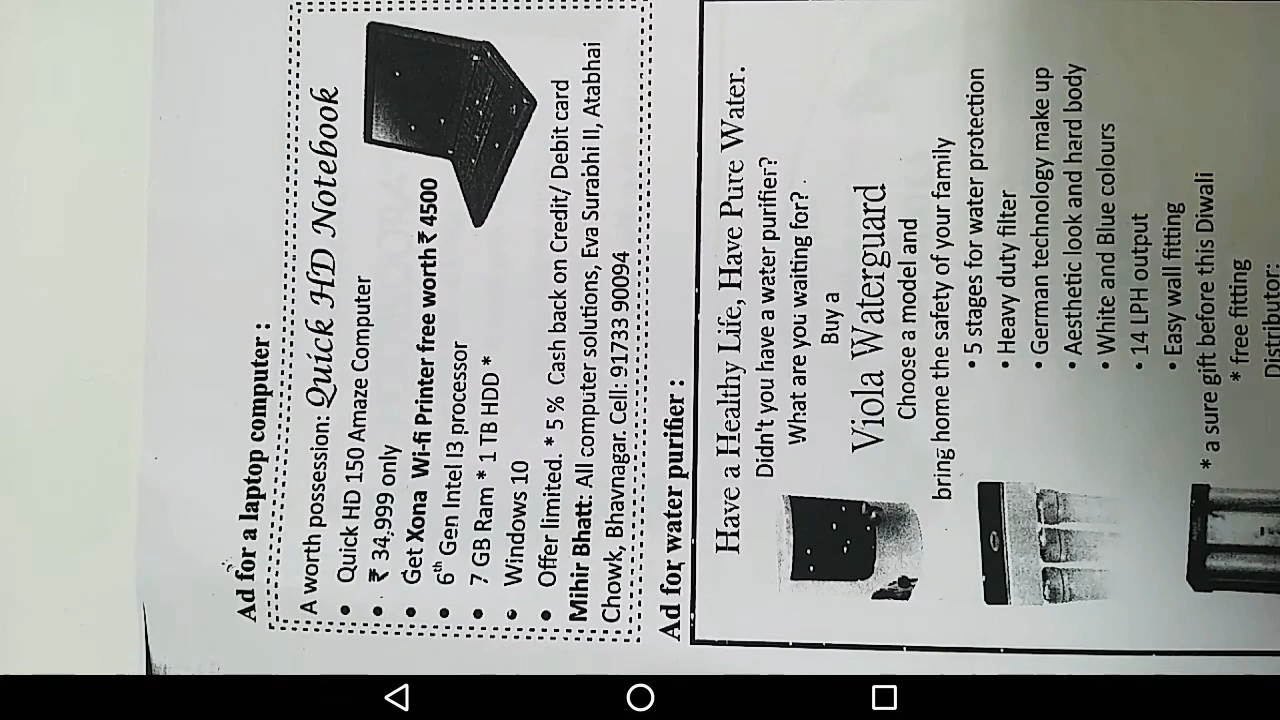 Ad for a laptop computer :
A worth possession: Quick HD Notebook
• Quick HD 150 Amaze Computer
• ₹ 34,999 only
• Get Xona Wi-fi Printer free worth ₹ 4500
• 6th Gen Intel I3 processor
• 7 GB Ram * 1 TB HDD *
• Windows 10
• Offer limited. * 5 % Cash back on Credit/ Debit card
Mihir Bhatt: All computer solutions, Eva Surabhi II, Atabhai
Chowk, Bhavnagar. Cell: 91733 90094
Ad for water purifier :
Have a Healthy Life, Have Pure Water.
Didn't you have a water purifier?
What are you waiting for?
Buy a
Viola Waterguard
Choose a model and
bring home the safety of your family
• 5 stages for water protection
• Heavy duty filter
• German technology make up
• Aesthetic look and hard body
• White and Blue colours
• 14 LPH output
• Easy wall fitting
* a sure gift before this Diwali
* free fitting
Distributor: